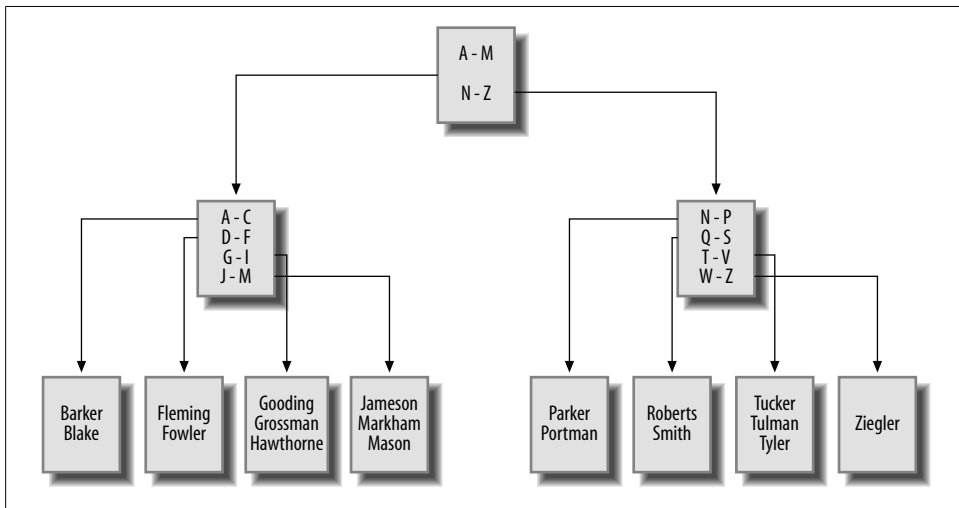 A - M
N - Z
A - C
D - F
G - I
J - M
N - P
Q - S
T - V
W - Z
Barker
Blake
Fleming
Fowler
Gooding
Grossman
Hawthorne
Jameson
Markham
Mason
Parker
Portman
Roberts
Smith
Tucker
Tulman
Tyler
Ziegler